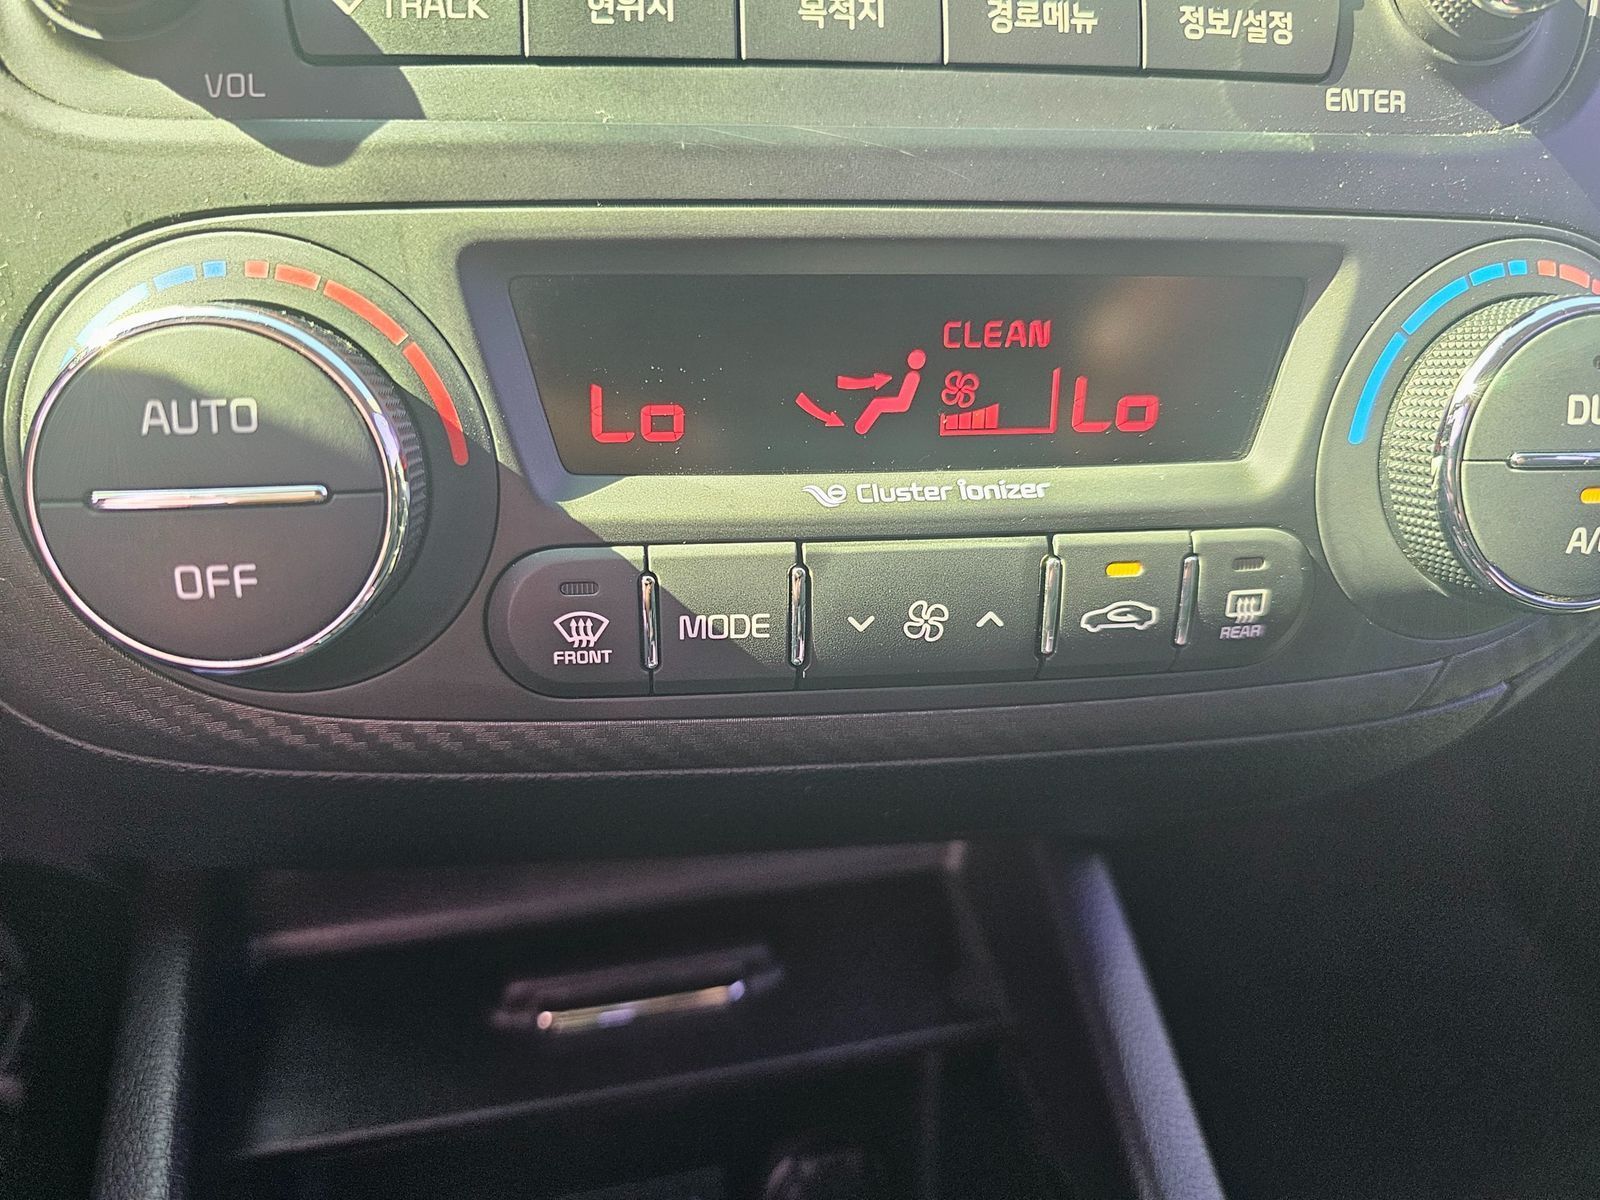 TRACK 현위치 목적지 경로메뉴 정보/설정
VOL
ENTER
CLEAN
Lo
Lo
AUTO
OFF
Cluster ionizer
FRONT
MODE
REAR